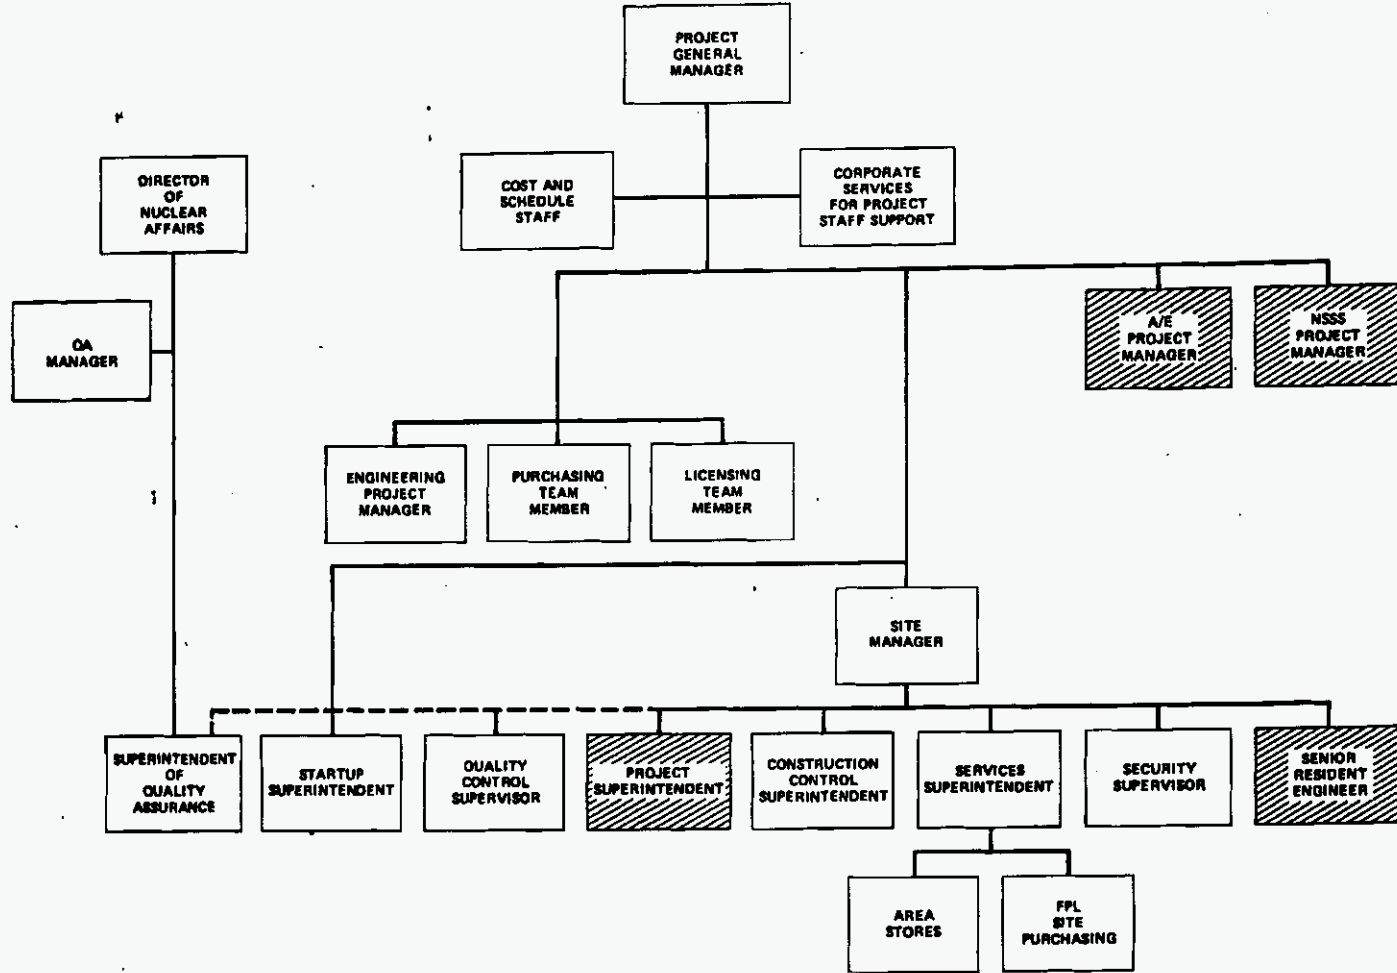 PROJECT
GENERAL
MANAGER
DIRECTOR
OF
NUCLEAR
AFFAIRS
COST AND
SCHEDULE
STAFF
CORPORATE
SERVICES
FOR PROJECT
STAFF SUPPORT
QA
MANAGER
A/E
PROJECT
MANAGER
NSSS
PROJECT
MANAGER
ENGINEERING
PROJECT
MANAGER
PURCHASING
TEAM
MEMBER
LICENSING
TEAM
MEMBER
SITE
MANAGER
SUPERINTENDENT
OF
QUALITY
ASSURANCE
STARTUP
SUPERINTENDENT
QUALITY
CONTROL
SUPERVISOR
PROJECT
SUPERINTENDENT
CONSTRUCTION
CONTROL
SUPERINTENDENT
SERVICES
SUPERINTENDENT
SECURITY
SUPERVISOR
SENIOR
RESIDENT
ENGINEER
AREA
STORES
FPL
SITE
PURCHASING